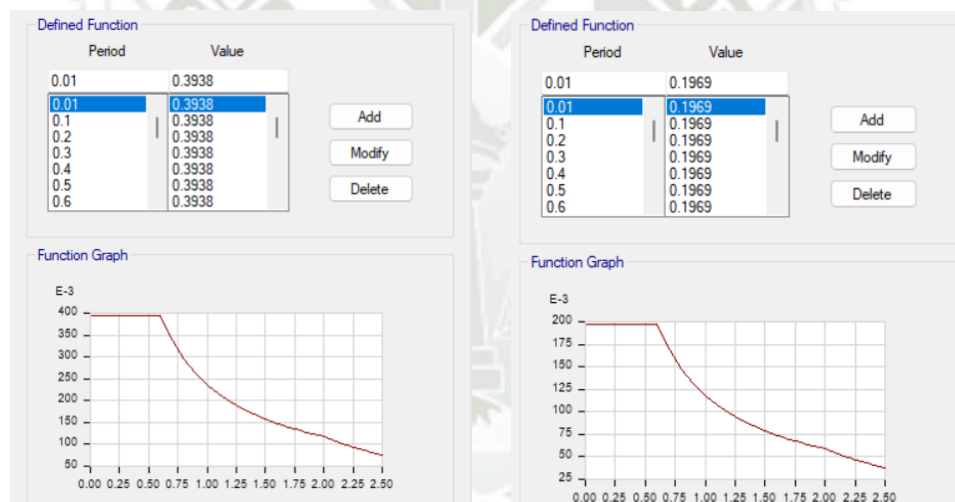 Defined Function
Period Value
0.01 0.3938
0.01 0.3938
0.1 0.3938
0.2 0.3938
0.3 0.3938
0.4 0.3938
0.5 0.3938
0.6 0.3938
Add
Modify
Delete
Function Graph
E-3
400
350
300
250
200
150
100
50
0.00 0.25 0.50 0.75 1.00 1.25 1.50 1.75 2.00 2.25 2.50
Defined Function
Period Value
0.01 0.1969
0.01 0.1969
0.1 0.1969
0.2 0.1969
0.3 0.1969
0.4 0.1969
0.5 0.1969
0.6 0.1969
Add
Modify
Delete
Function Graph
E-3
200
175
150
125
100
75
50
25
0.00 0.25 0.50 0.75 1.00 1.25 1.50 1.75 2.00 2.25 2.50